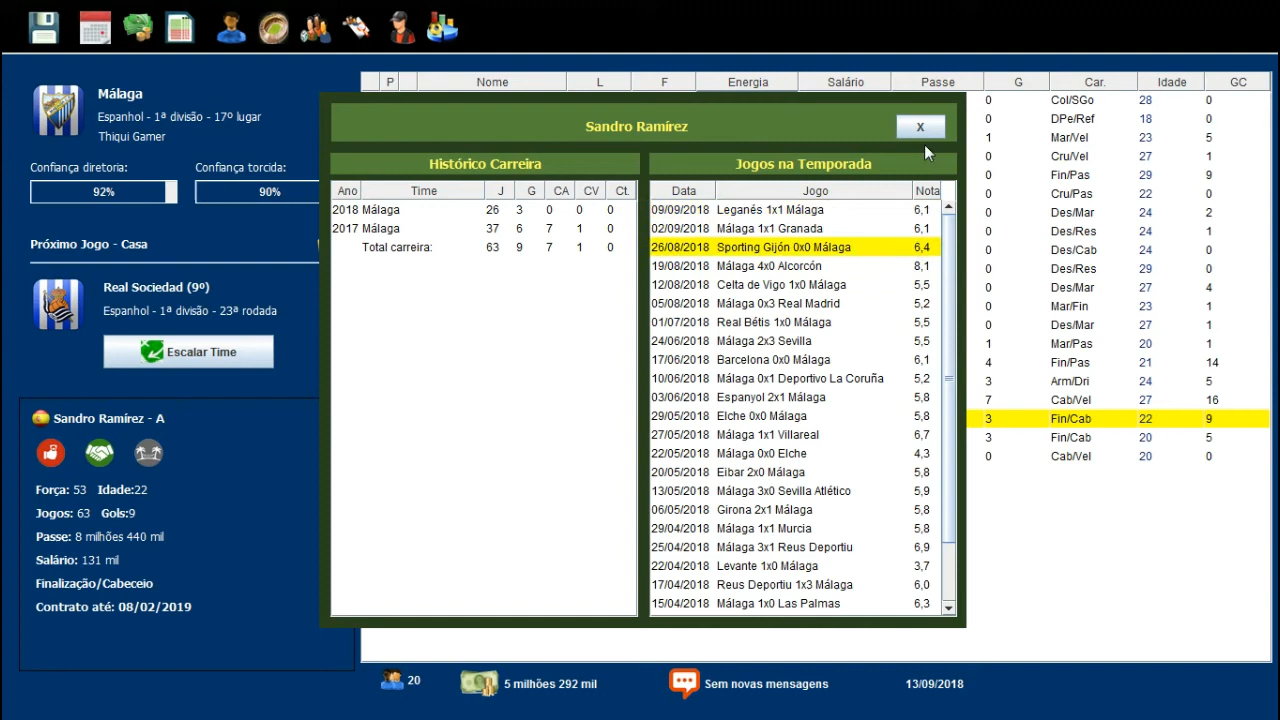 P Nome L F Energia Salário Passe G Car. Idade GC
Málaga
Espanhol - 1ª divisão - 17º lugar
Thiqui Gamer
Confiança diretoria: Confiança torcida:
92% 90%
Próximo Jogo - Casa
Real Sociedad (9º)
Espanhol - 1ª divisão - 23ª rodada
Escalar Time
Sandro Ramírez - A
Força: 53 Idade:22
Jogos: 63 Gols:9
Passe: 8 milhões 440 mil
Salário: 131 mil
Finalização/Cabeceio
Contrato até: 08/02/2019
Sandro Ramírez
X
Histórico Carreira
Ano Time J G CA CV Ct.
2018 Málaga 26 3 0 0 0
2017 Málaga 37 6 7 1 0
Total carreira: 63 9 7 1 0
Jogos na Temporada
Data Jogo Nota
09/09/2018 Leganés 1x1 Málaga 6,1
02/09/2018 Málaga 1x1 Granada 6,1
26/08/2018 Sporting Gijón 0x0 Málaga 6,4
19/08/2018 Málaga 4x0 Alcorcón 8,1
12/08/2018 Celta de Vigo 1x0 Málaga 5,5
05/08/2018 Málaga 0x3 Real Madrid 5,2
01/07/2018 Real Bétis 1x0 Málaga 5,5
24/06/2018 Málaga 2x3 Sevilla 5,5
17/06/2018 Barcelona 0x0 Málaga 6,1
10/06/2018 Málaga 0x1 Deportivo La Coruña 5,2
03/06/2018 Espanyol 2x1 Málaga 5,8
29/05/2018 Elche 0x0 Málaga 5,8
27/05/2018 Málaga 1x1 Villareal 6,7
22/05/2018 Málaga 0x0 Elche 4,3
20/05/2018 Eibar 2x0 Málaga 5,8
13/05/2018 Málaga 3x0 Sevilla Atlético 5,9
06/05/2018 Girona 2x1 Málaga 5,8
29/04/2018 Málaga 1x1 Murcia 5,8
25/04/2018 Málaga 3x1 Reus Deportiu 6,9
22/04/2018 Levante 1x0 Málaga 3,7
17/04/2018 Reus Deportiu 1x3 Málaga 6,0
15/04/2018 Málaga 1x0 Las Palmas 6,3
0 Col/SGo 28 0
0 DPe/Ref 18 0
1 Mar/Vel 23 5
0 Cru/Vel 27 1
0 Fin/Pas 29 9
0 Cru/Pas 22 0
0 Des/Mar 24 2
0 Des/Res 24 1
0 Des/Cab 24 0
0 Des/Res 29 0
0 Des/Mar 27 4
0 Mar/Fin 23 1
0 Des/Mar 27 1
1 Mar/Pas 20 1
4 Fin/Pas 21 14
3 Arm/Dri 24 5
7 Cab/Vel 27 16
3 Fin/Cab 22 9
3 Fin/Cab 20 5
0 Cab/Vel 20 0
20 5 milhões 292 mil Sem novas mensagens 13/09/2018